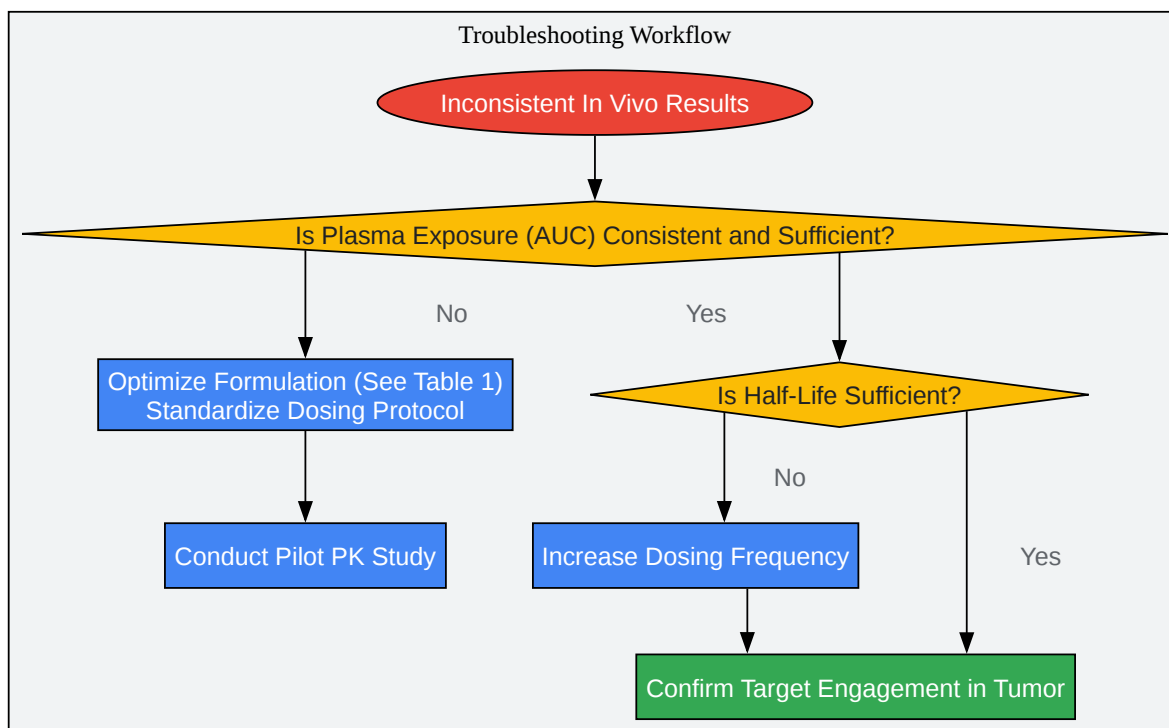 Troubleshooting Workflow
Inconsistent In Vivo Results
Is Plasma Exposure (AUC) Consistent and Sufficient?
No
Yes
Optimize Formulation (See Table 1)
Standardize Dosing Protocol
Is Half-Life Sufficient?
No
Conduct Pilot PK Study
Increase Dosing Frequency
Yes
Confirm Target Engagement in Tumor